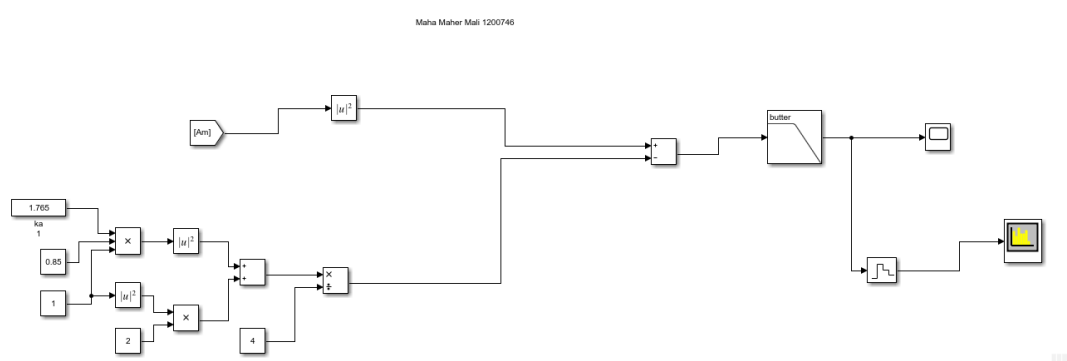 Maha Maher Mali 1200746
butter
|u|²
[Am]
+
−
1.765
ka
1
×
|u|²
0.85
+
+
×
÷
1
|u|²
×
2
4